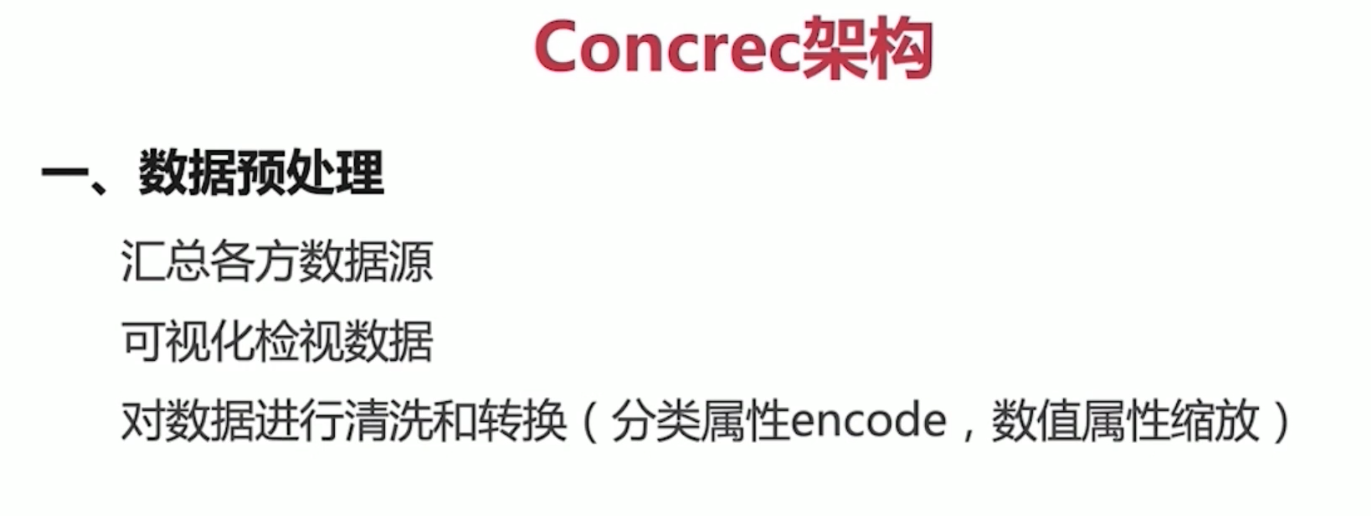 Concrec架构
一、数据预处理
汇总各方数据源
可视化检视数据
对数据进行清洗和转换（分类属性encode，数值属性缩放）